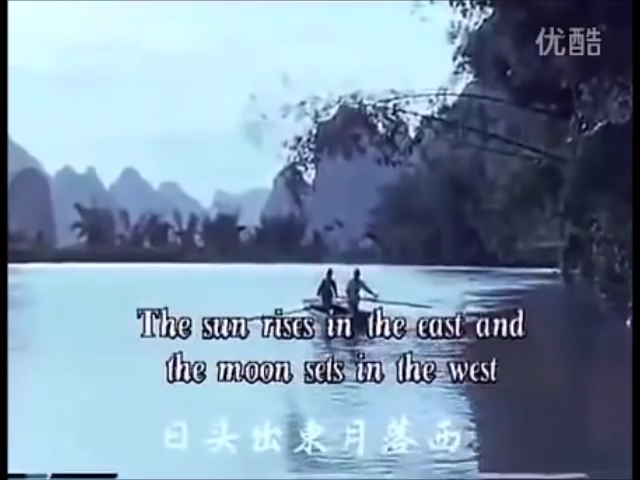 优酷
The sun rises in the east and
the moon sets in the west
日头出东月落西